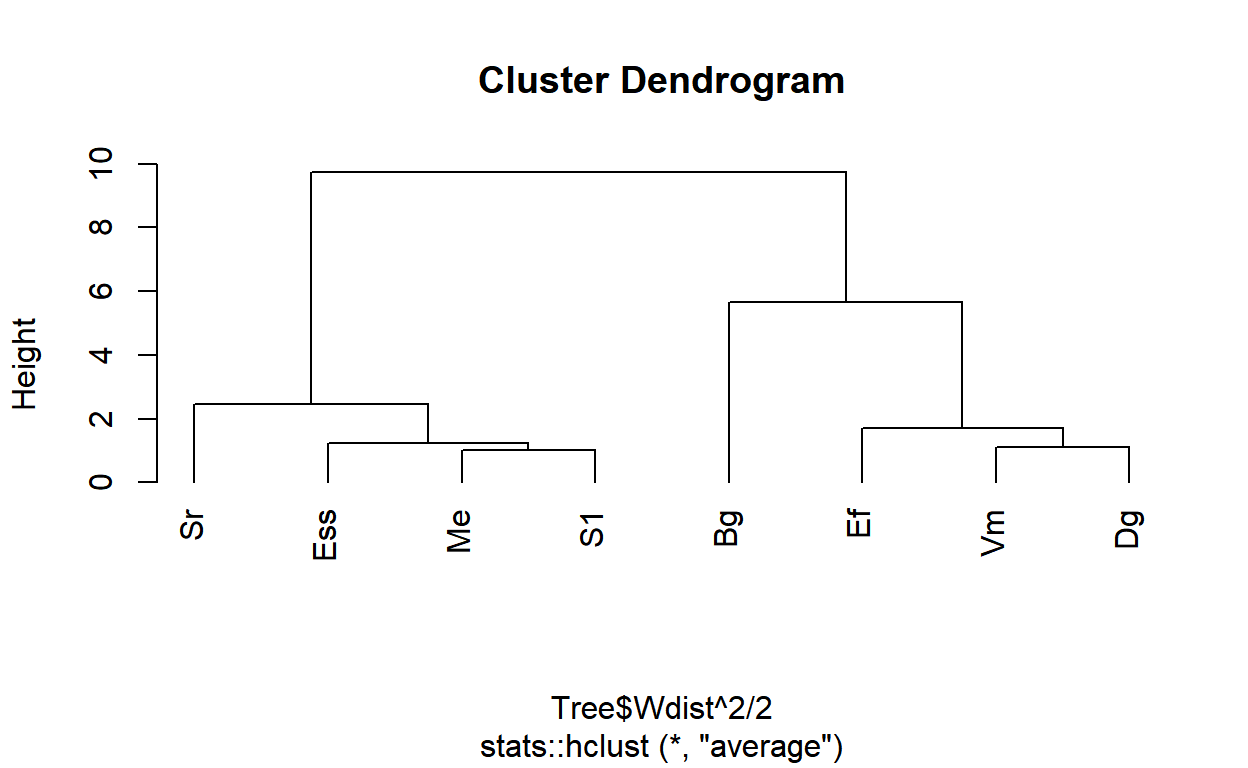 Cluster Dendrogram
Height
10
8
6
4
2
0
Sr
Ess
Me
S1
Bg
Ef
Vm
Dg
Tree$Wdist^2/2
stats::hclust (*, "average")